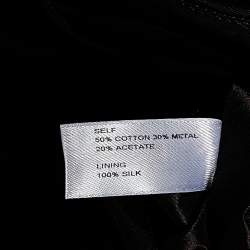 SELF
50% COTTON 30% METAL
20% ACETATE
LINING
100% SILK